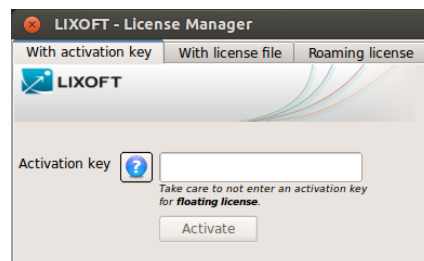 LIXOFT - License Manager
With activation key With license file Roaming license
LIXOFT
Activation key ?
Take care to not enter an activation key
for floating license.
Activate